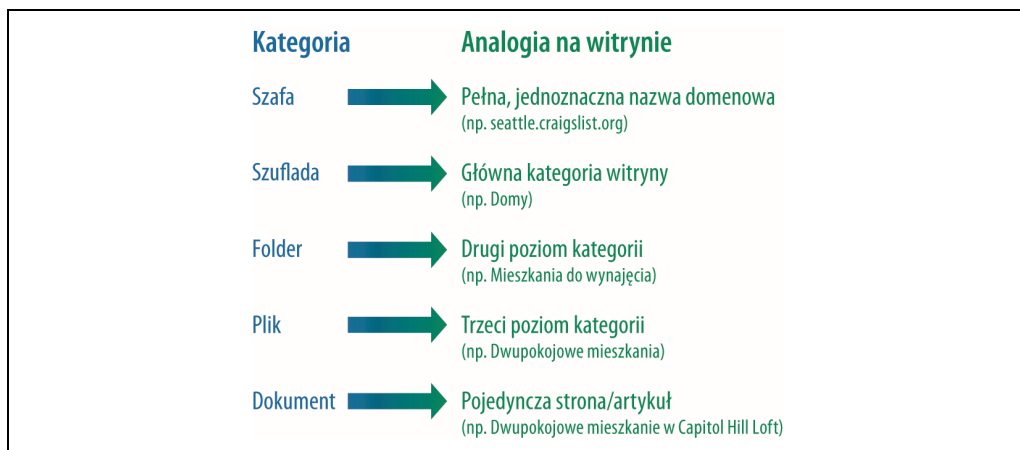 Kategoria Analogia na witrynie
Szafa Pełna, jednoznaczna nazwa domenowa
(np. seattle.craigslist.org)
Szuflada Główna kategoria witryny
(np. Domy)
Folder Drugi poziom kategorii
(np. Mieszkania do wynajęcia)
Plik Trzeci poziom kategorii
(np. Dwupokojowe mieszkania)
Dokument Pojedyncza strona/artykuł
(np. Dwupokojowe mieszkanie w Capitol Hill Loft)